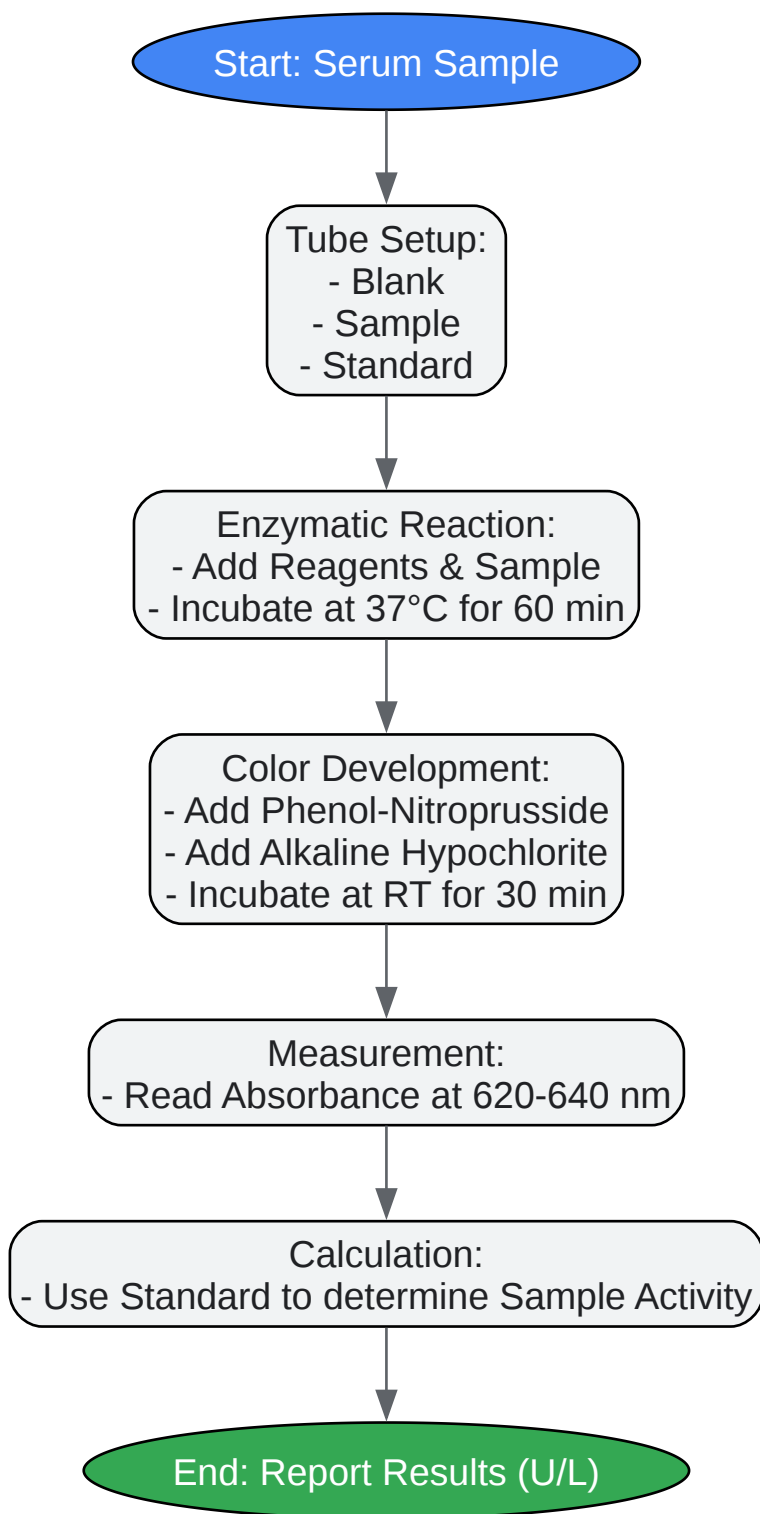 Start: Serum Sample
Tube Setup:
- Blank
- Sample
- Standard
Enzymatic Reaction:
- Add Reagents & Sample
- Incubate at 37°C for 60 min
Color Development:
- Add Phenol-Nitroprusside
- Add Alkaline Hypochlorite
- Incubate at RT for 30 min
Measurement:
- Read Absorbance at 620-640 nm
Calculation:
- Use Standard to determine Sample Activity
End: Report Results (U/L)